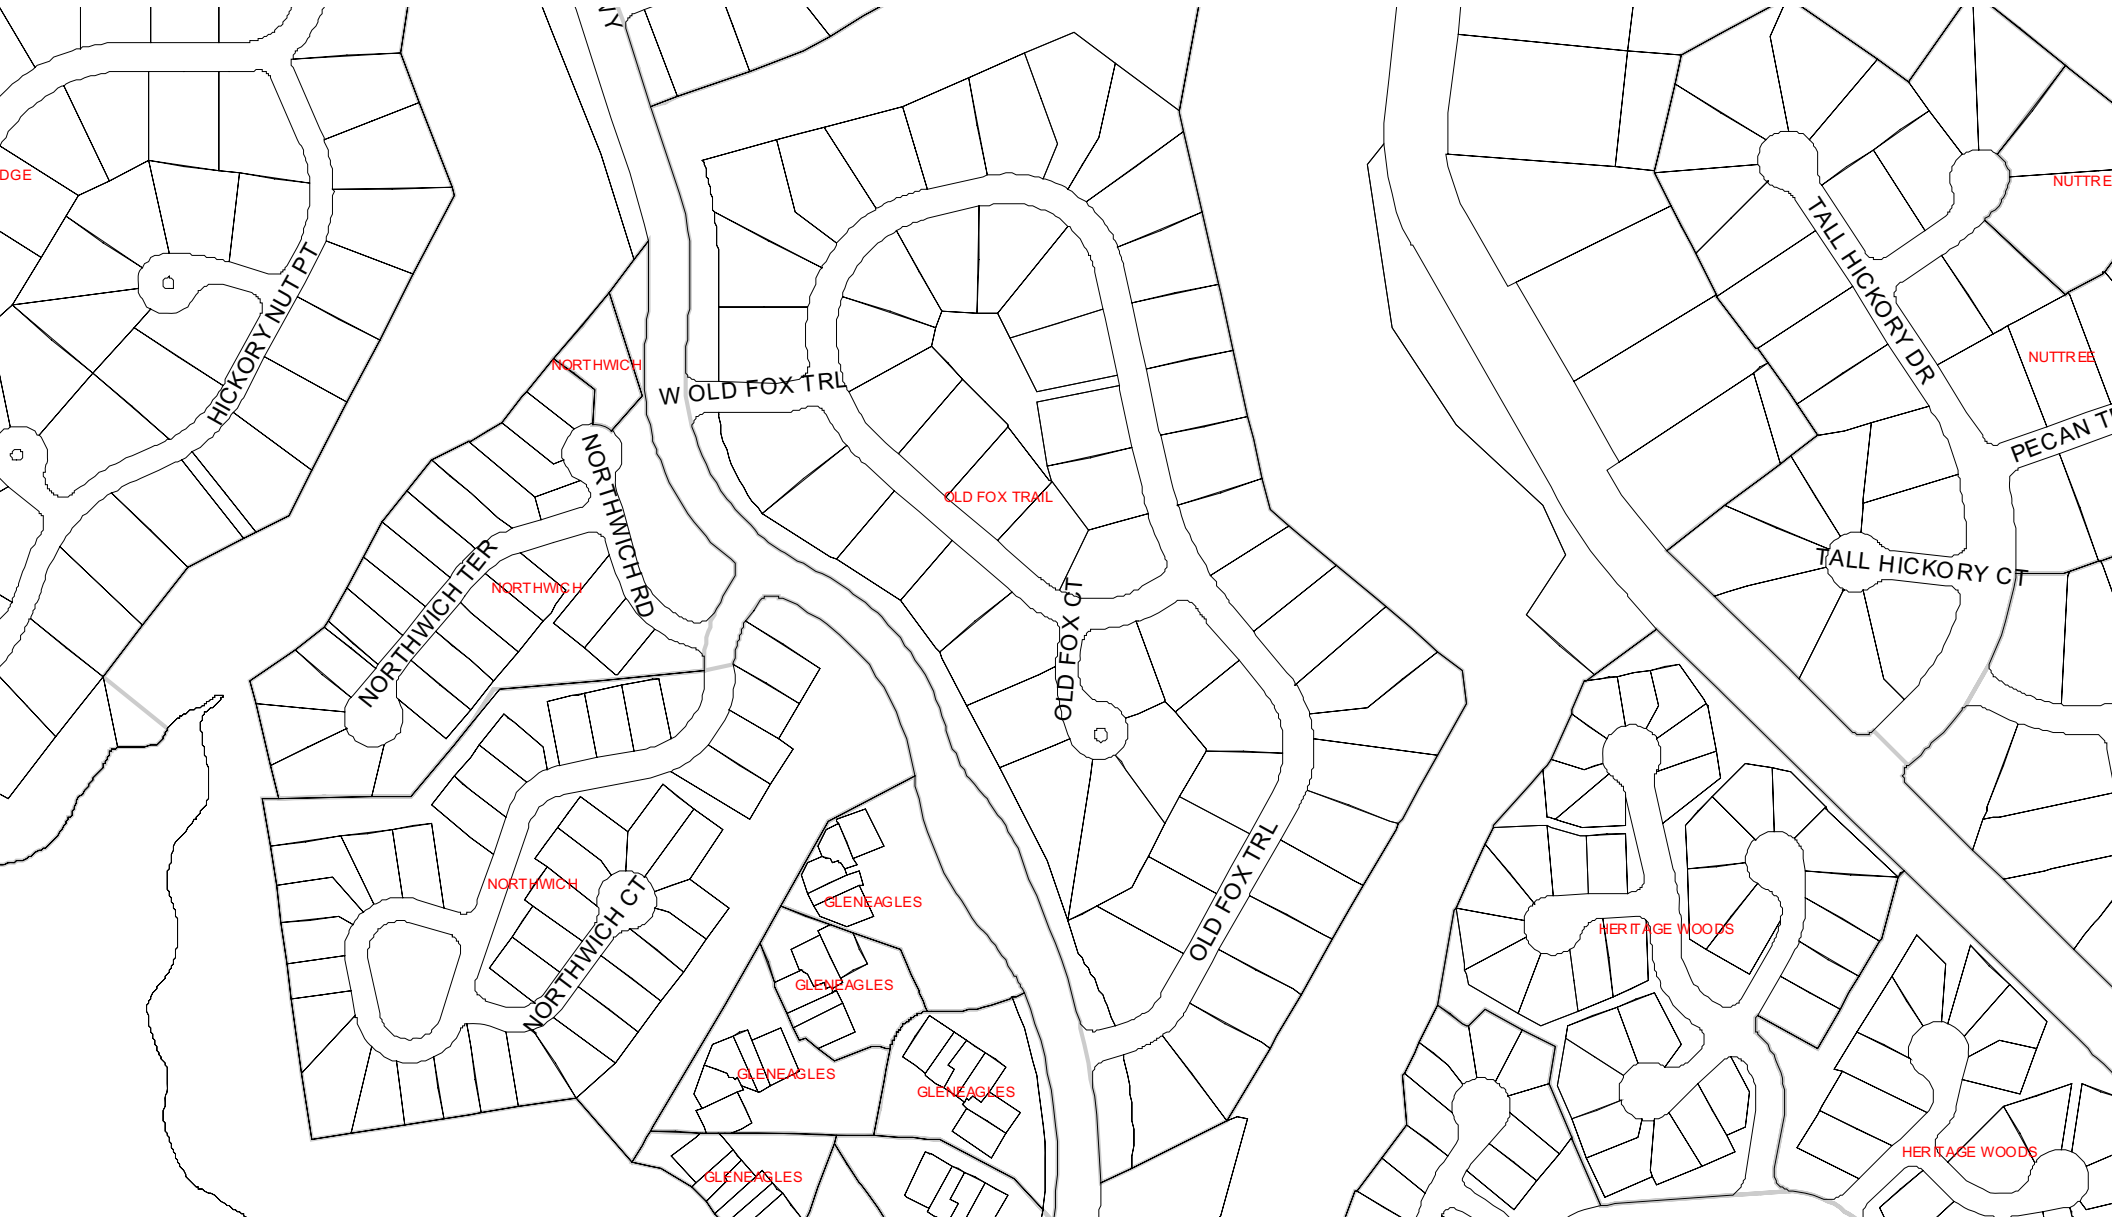 DGE
NUTTRE
TALL HICKORY DR
HICKORY NUT PT
NORTHWICH
NUTTREE
W OLD FOX TRL
PECAN
NORTHWICH RD
OLD FOX TRAIL
NORTHWICH TER
NORTHWICH
TALL HICKORY CT
OLD FOX CT
NORTHWICH
NORTHWICH CT
OLD FOX TRL
GLENEAGLES
HERITAGE WOODS
GLENEAGLES
GLENEAGLES
GLENEAGLES
HERITAGE WOODS
GLENEAGLES